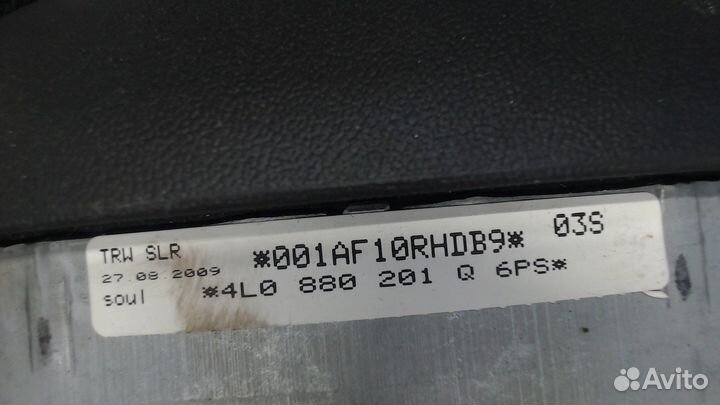 TRW SLR *001AF10RHDB9* 03S
27.08.2009
soul *4L0 880 201 Q 6PS*
Avito